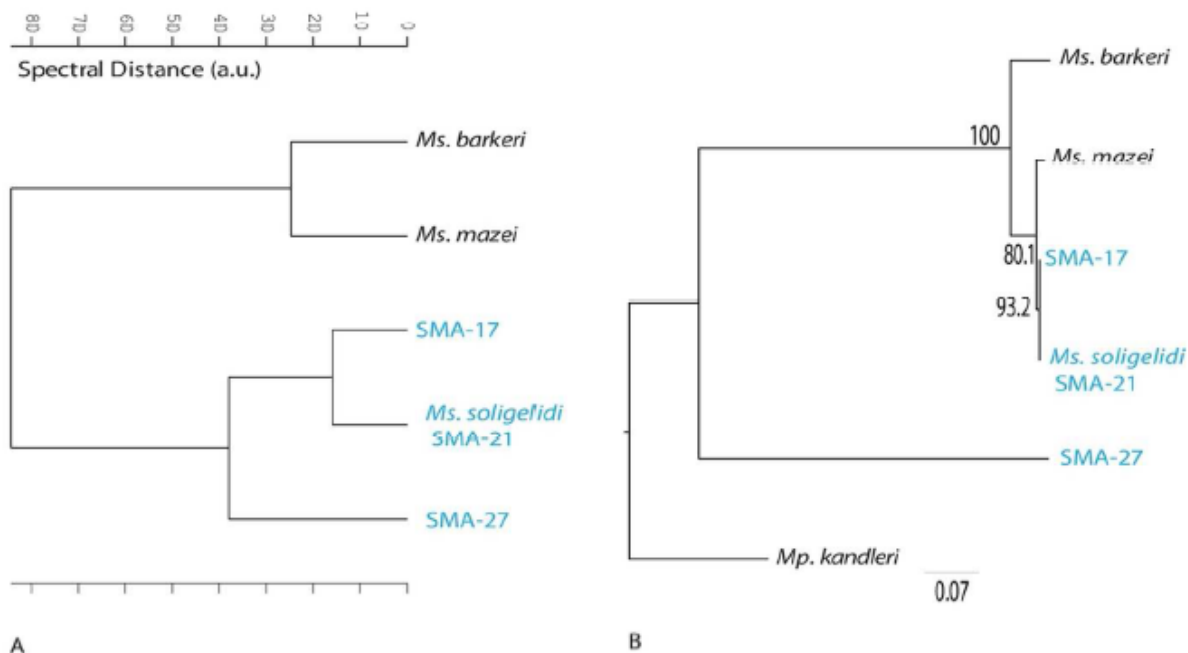 80 70 60 50 40 30 20 10 0
Spectral Distance (a.u.)
Ms. barkeri
Ms. mazei
SMA-17
Ms. soligelidi
SMA-21
SMA-27
A
Ms. barkeri
100
Ms. mazei
80.1
SMA-17
93.2
Ms. soligelidi
SMA-21
SMA-27
Mp. kandleri
0.07
B